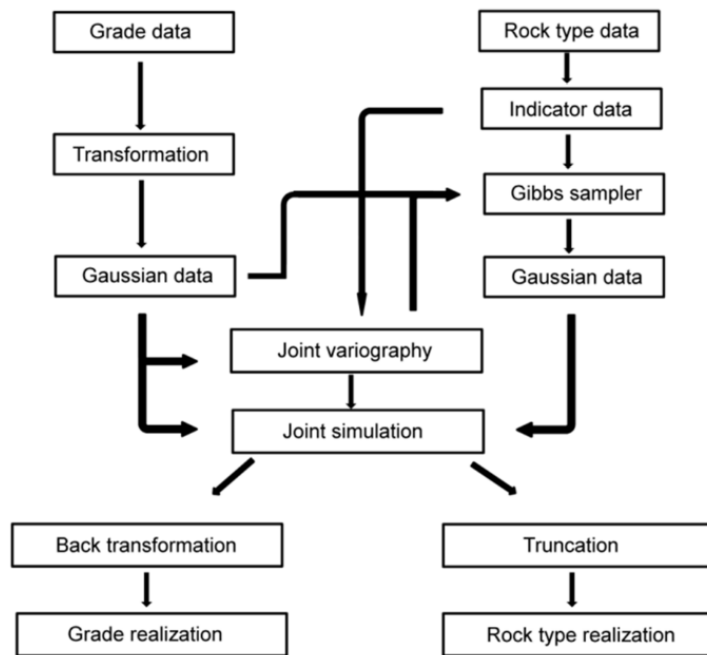 Grade data
Rock type data
Indicator data
Transformation
Gibbs sampler
Gaussian data
Gaussian data
Joint variography
Joint simulation
Back transformation
Truncation
Grade realization
Rock type realization